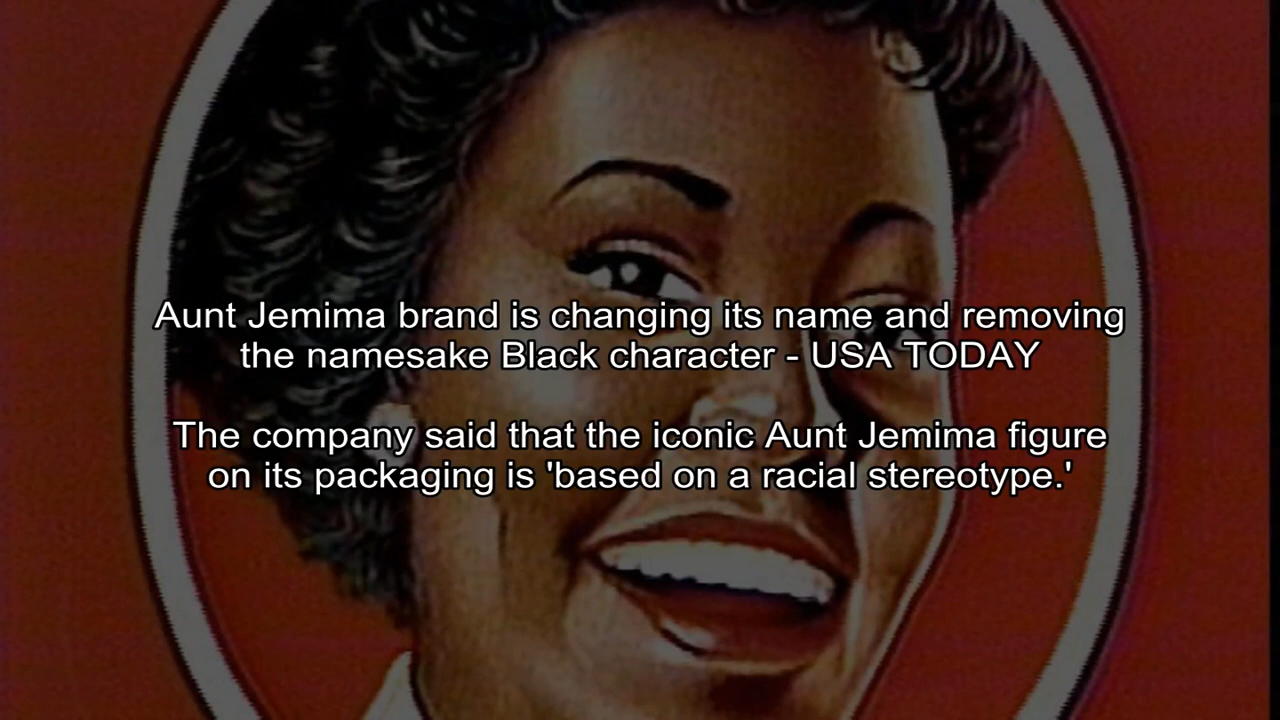 Aunt Jemima brand is changing its name and removing
the namesake Black character - USA TODAY
The company said that the iconic Aunt Jemima figure
on its packaging is 'based on a racial stereotype.'